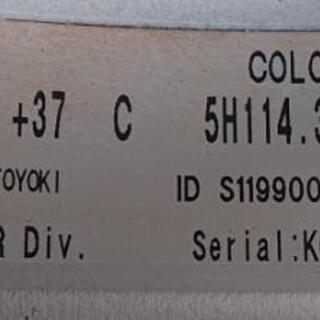 COLO
+37 C 5H114.3
TOYOKI ID S119900
R Div. Serial:K